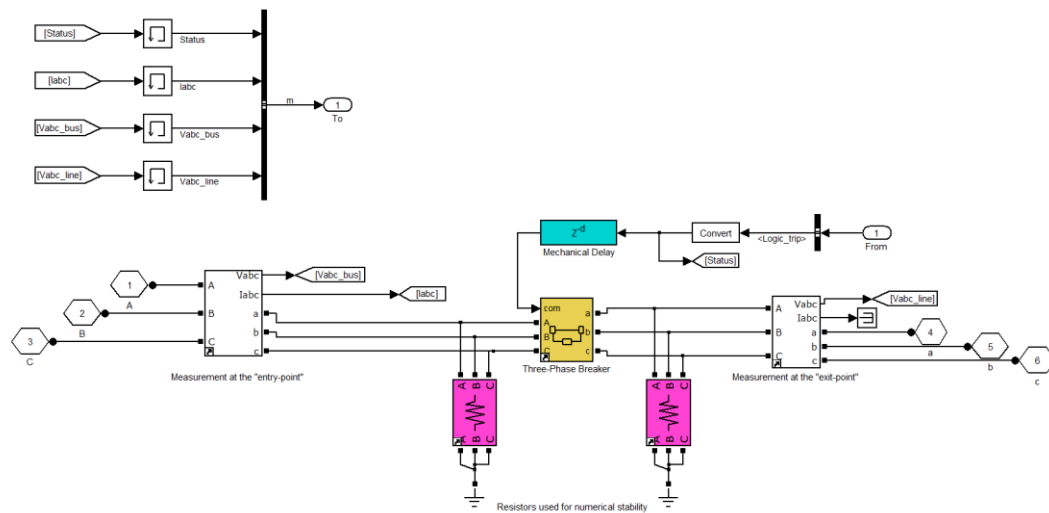 [Status]
Status
[Iabc]
Iabc
m
1
To
[Vabc_bus]
Vabc_bus
[Vabc_line]
Vabc_line
Z-d
Mechanical Delay
Convert
<Logic_trip>
1
From
[Status]
1
A
2
B
3
C
A
B
C
Vabc
Iabc
a
b
c
[Vabc_bus]
[Iabc]
Measurement at the "entry-point"
com
A
B
C
a
b
c
Three-Phase Breaker
A
B
C
Vabc
Iabc
a
b
c
[Vabc_line]
4
a
5
b
6
c
Measurement at the "exit-point"
A B C
A B C
A B C
A B C
Resistors used for numerical stability